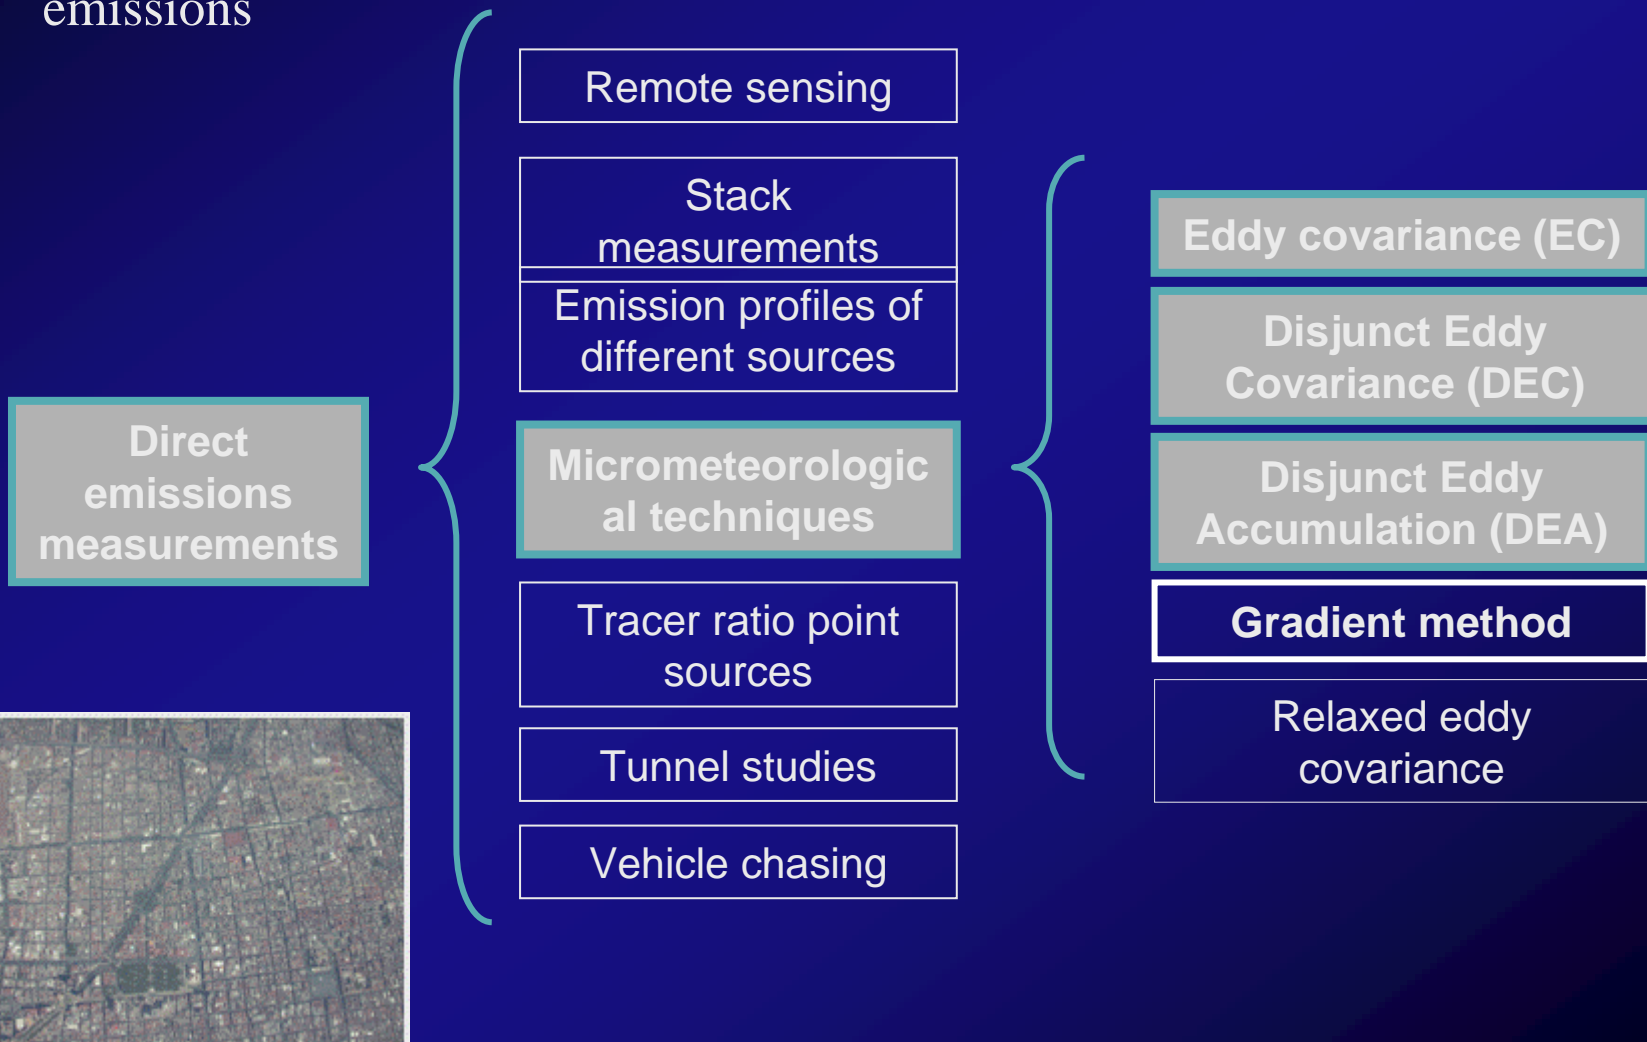 emissions
Remote sensing
Stack
measurements
Emission profiles of
different sources
Direct
emissions
measurements
Micrometeorologic
al techniques
Tracer ratio point
sources
Tunnel studies
Vehicle chasing
Eddy covariance (EC)
Disjunct Eddy
Covariance (DEC)
Disjunct Eddy
Accumulation (DEA)
Gradient method
Relaxed eddy
covariance